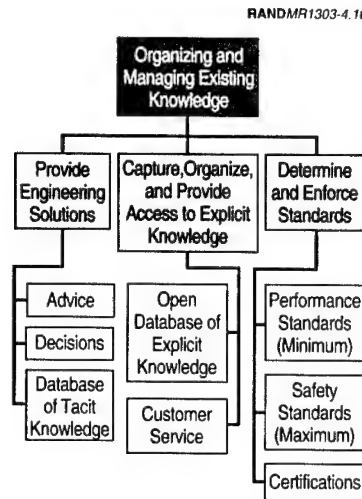 RANDMR1303-4.1
Organizing and
Managing Existing
Knowledge
Provide
Engineering
Solutions
Capture,Organize,
and Provide
Access to Explicit
Knowledge
Determine
and Enforce
Standards
Advice
Decisions
Database
of Tacit
Knowledge
Open
Database of
Explicit
Knowledge
Customer
Service
Performance
Standards
(Minimum)
Safety
Standards
(Maximum)
Certifications